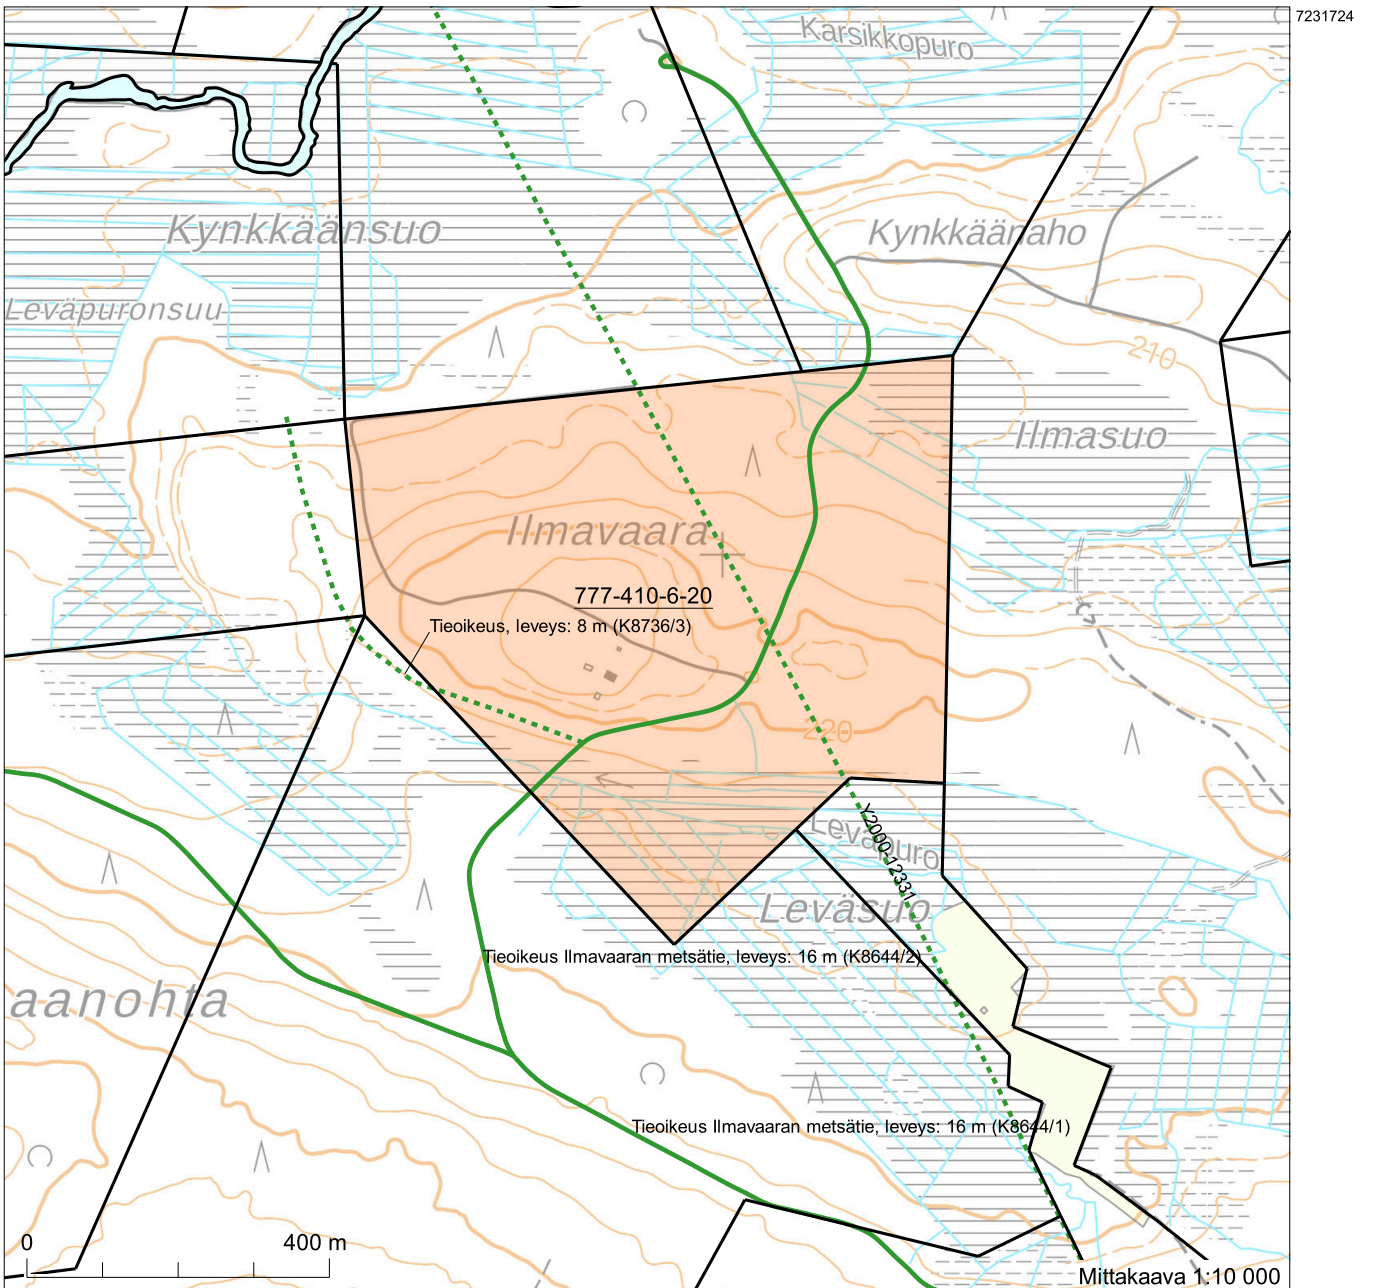 7231724
Karsikkopuro
Kynkkäänsuo
Kynkkäänaho
Leväpuronsuu
210
Ilmasuo
Ilmavaara
777-410-6-20
Tieoikeus, leveys: 8 m (K8736/3)
220
Y2000-12331
Leväpuro
Leväsuo
Tieoikeus Ilmavaaran metsätie, leveys: 16 m (K8644/2)
aanohta
Tieoikeus Ilmavaaran metsätie, leveys: 16 m (K8644/1)
0 400 m
Mittakaava 1:10 000